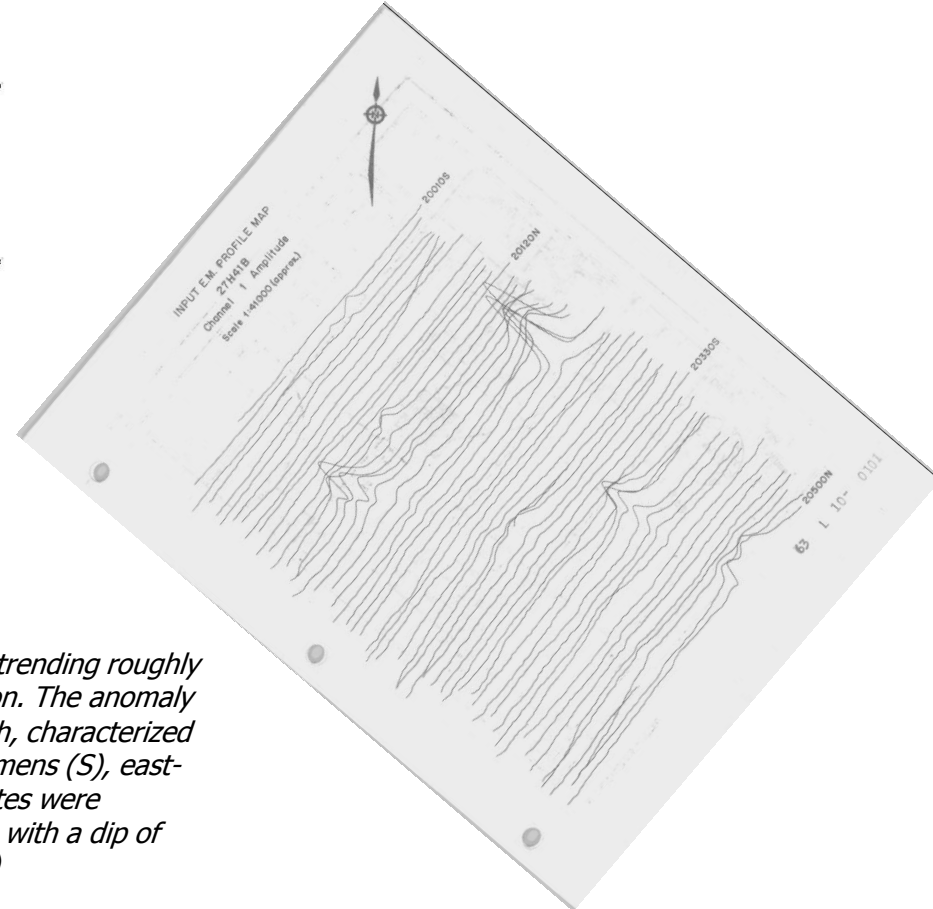 INPUT E.M. PROFILE MAP
27H41B
Channel 1 Amplitude
Scale 1:41000 (approx.)
20010S
20120N
20330S
20500N
63 L 10- 0101
trending roughly
on. The anomaly
h, characterized
mens (S), east-
tes were
with a dip of
)